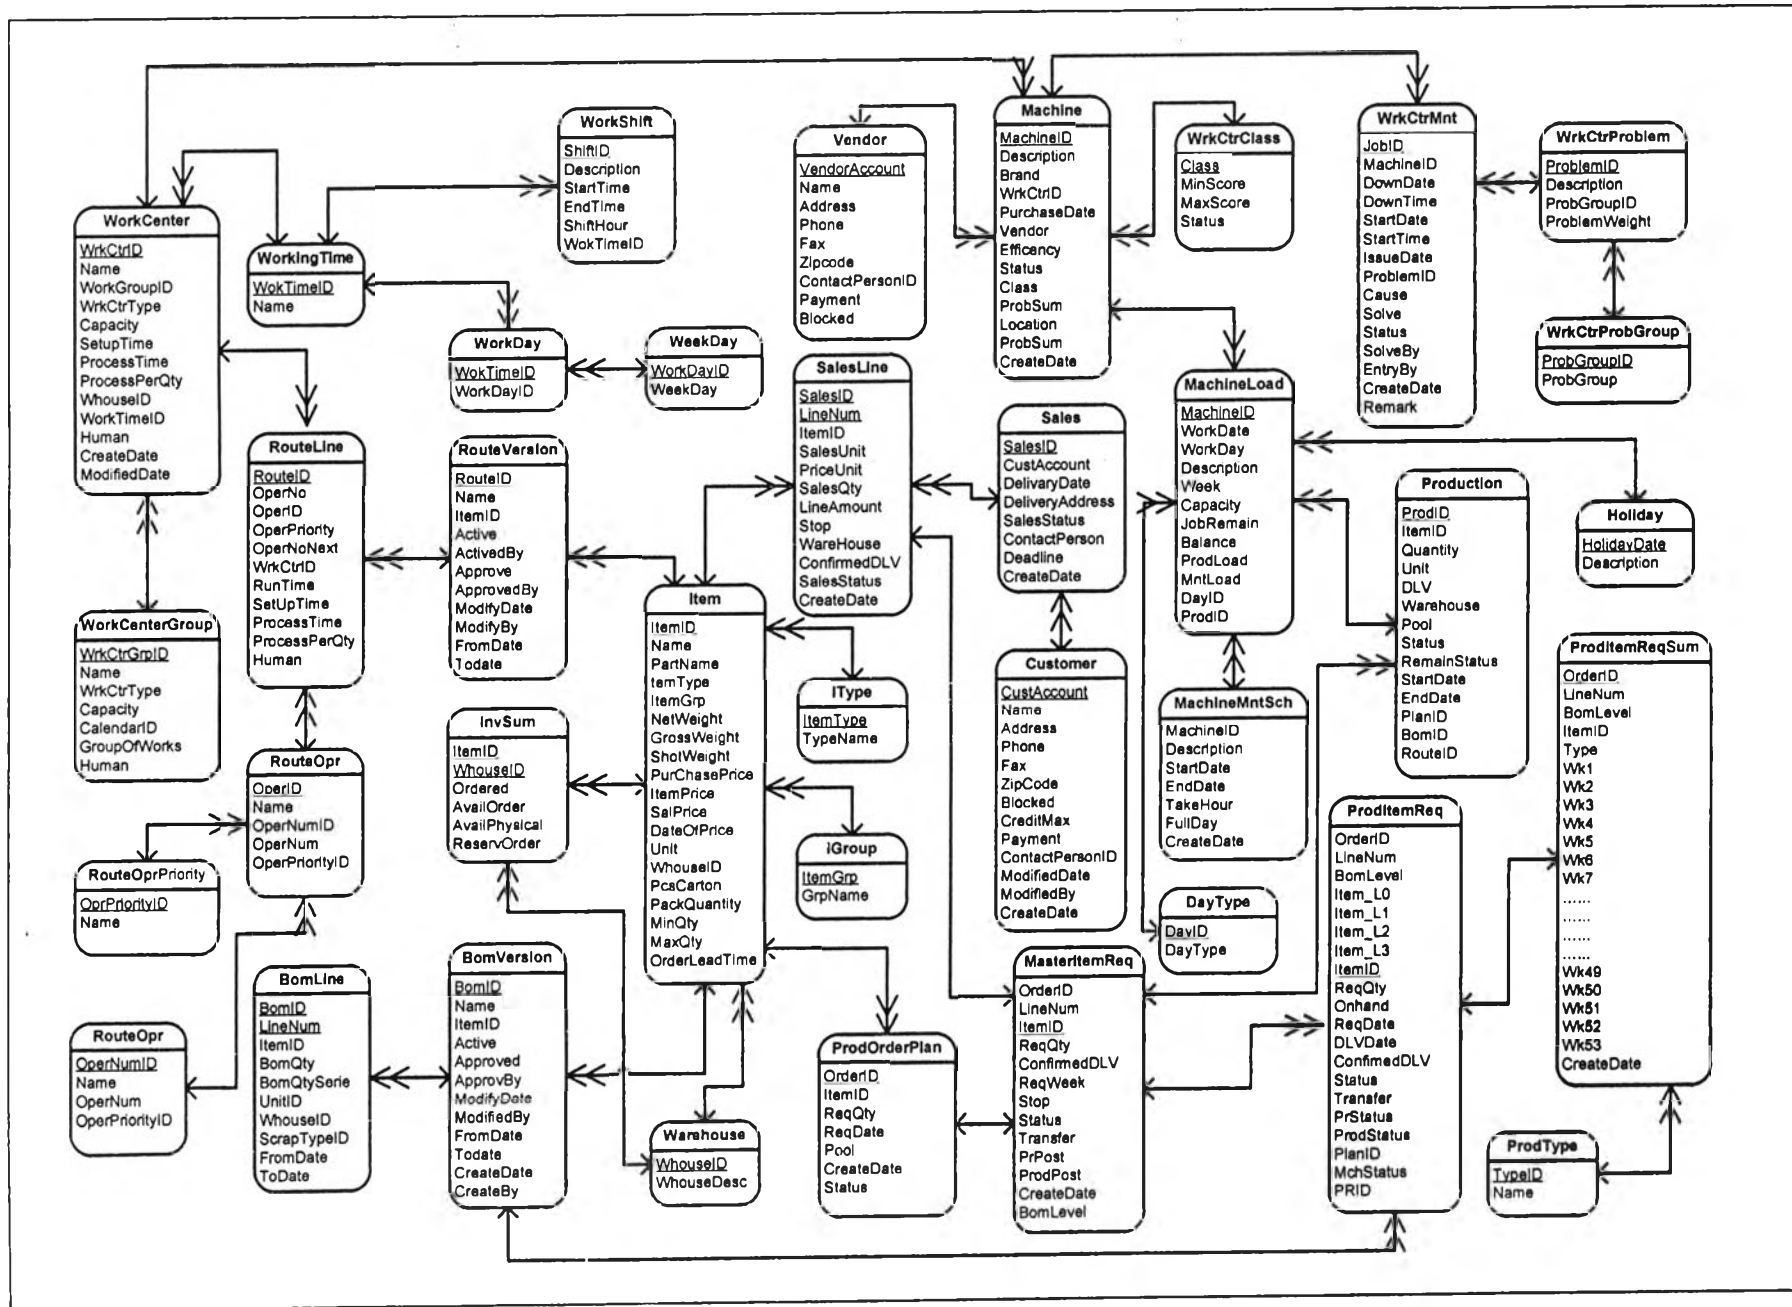 WorkCenter
WrkCtrID
Name
WorkGroupID
WrkCtrType
Capacity
SetupTime
ProcessTime
ProcessPerQty
WhouseID
WorkTimeID
Human
CreateDate
ModifiedDate
WorkShift
ShiftID
Description
StartTime
EndTime
ShiftHour
WokTimeID
WorkingTime
WokTimeID
Name
WorkDay
WokTimeID
WorkDayID
WeekDay
WorkDayID
WeekDay
Vendor
VendorAccount
Name
Address
Phone
Fax
Zipcode
ContactPersonID
Payment
Blocked
Machine
MachineID
Description
Brand
WrkCtrID
PurchaseDate
Vendor
Efficency
Status
Class
ProbSum
Location
ProbSum
CreateDate
WrkCtrClass
Class
MinScore
MaxScore
Status
WrkCtrMnt
JobID
MachineID
DownDate
DownTime
StartDate
StartTime
IssueDate
ProblemID
Cause
Solve
Status
SolveBy
EntryBy
CreateDate
Remark
WrkCtrProblem
ProblemID
Description
ProbGroupID
ProblemWeight
WrkCtrProbGroup
ProbGroupID
ProbGroup
RouteLine
RouteID
OperNo
OperID
OperPriority
OperNoNext
WrkCtrID
RunTime
SetUpTime
ProcessTime
ProcessPerQty
Human
RouteVersion
RouteID
Name
ItemID
Active
ActivedBy
Approve
ApprovedBy
ModifyDate
ModifyBy
FromDate
Todate
SalesLine
SalesID
LineNum
ItemID
SalesUnit
PriceUnit
SalesQty
LineAmount
Stop
WareHouse
ConfirmedDLV
SalesStatus
CreateDate
Sales
SalesID
CustAccount
DelivaryDate
DeliveryAddress
SalesStatus
ContactPerson
Deadline
CreateDate
MachineLoad
MachineID
WorkDate
WorkDay
Description
Week
Capacity
JobRemain
Balance
ProdLoad
MntLoad
DayID
ProdID
Production
ProdID
ItemID
Quantity
Unit
DLV
Warehouse
Pool
Status
RemainStatus
StartDate
EndDate
PlanID
BomID
RouteID
Holiday
HolidayDate
Description
WorkCenterGroup
WrkCtrGrpID
Name
WrkCtrType
Capacity
CalendarID
GroupOfWorks
Human
RouteOpr
OperID
Name
OperNumID
OperNum
OperPriorityID
RouteOprPriority
OprPriorityID
Name
RouteOpr
OperNumID
Name
OperNum
OperPriorityID
InvSum
ItemID
WhouseID
Ordered
AvailOrder
AvailPhysical
ReservOrder
Item
ItemID
Name
PartName
temType
ItemGrp
NetWeight
GrossWeight
ShotWeight
PurChasePrice
ItemPrice
SalPrice
DateOfPrice
Unit
WhouseID
PcsCarton
PackQuantity
MinQty
MaxQty
OrderLeadTime
IType
ItemType
TypeName
iGroup
ItemGrp
GrpName
Customer
CustAccount
Name
Address
Phone
Fax
ZipCode
Blocked
CreditMax
Payment
ContactPersonID
ModifiedDate
ModifiedBy
CreateDate
MachineMntSch
MachineID
Description
StartDate
EndDate
TakeHour
FullDay
CreateDate
DayType
DayID
DayType
BomLine
BomID
LineNum
ItemID
BomQty
BomQtySerie
UnitID
WhouseID
ScrapTypeID
FromDate
ToDate
BomVersion
BomID
Name
ItemID
Active
Approved
ApprovBy
ModifyDate
ModifiedBy
FromDate
Todate
CreateDate
CreateBy
Warehouse
WhouseID
WhouseDesc
ProdOrderPlan
OrderID
ItemID
ReqQty
ReqDate
Pool
CreateDate
Status
MasterItemReq
OrderID
LineNum
ItemID
ReqQty
ConfirmedDLV
ReqWeek
Stop
Status
Transfer
PrPost
ProdPost
CreateDate
BomLevel
ProdItemReq
OrderID
LineNum
BomLevel
Item_L0
Item_L1
Item_L2
Item_L3
ItemID
ReqQty
Onhand
ReqDate
DLVDate
ConfimedDLV
Status
Transfer
PrStatus
ProdStatus
PlanID
MchStatus
PRID
ProdItemReqSum
OrderID
LineNum
BomLevel
ItemID
Type
Wk1
Wk2
Wk3
Wk4
Wk5
Wk6
Wk7
......
......
......
......
Wk49
Wk50
Wk51
Wk52
Wk53
CreateDate
ProdType
TypeID
Name